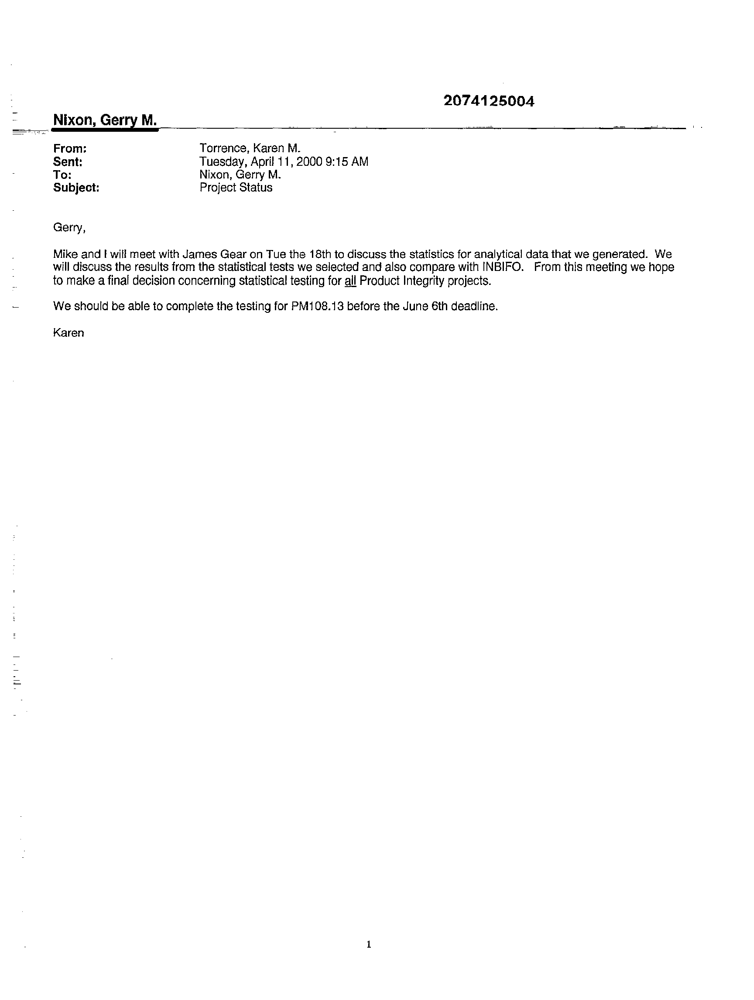 2074125004
Nixon, Gerry M.
From: Torrence, Karen M.
Sent: Tuesday, April 11, 2000 9:15 AM
To: Nixon, Gerry M.
Subject: Project Status
Gerry,
Mike and I will meet with James Gear on Tue the 18th to discuss the statistics for analytical data that we generated. We
will discuss the results from the statistical tests we selected and also compare with INBIFO. From this meeting we hope
to make a final decision concerning statistical testing for all Product Integrity projects.
We should be able to complete the testing for PM108.13 before the June 6th deadline.
Karen
1